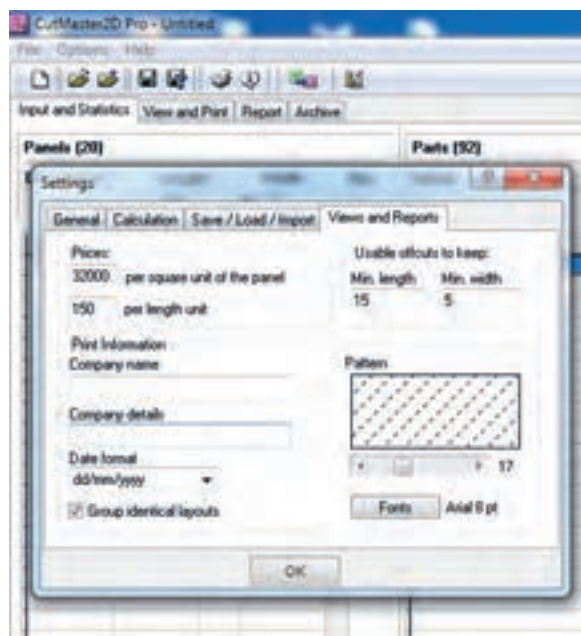 CutMaster2D Pro - Untitled
File Options Help
Input and Statistics View and Print Report Archive
Panels (20) Parts (92)
Settings
General Calculation Save / Load / Import Views and Reports
Prices:
32000 per square unit of the panel
150 per length unit
Usable offcuts to keep:
Min. length Min. width
15 5
Print Information
Company name
Company details
Date format
dd/mm/yyyy
Group identical layouts
Pattern
17
Fonts Arial 8 pt
OK